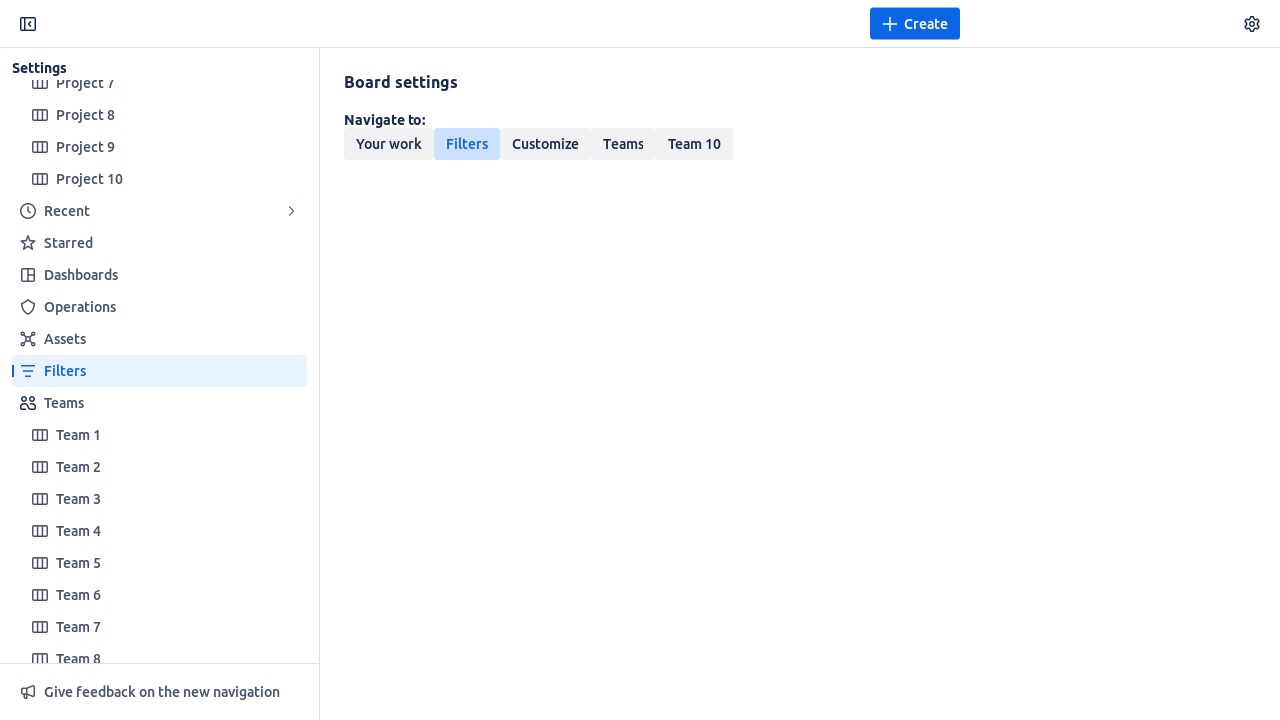 Create
Settings
Project 7
Project 8
Project 9
Project 10
Recent
Starred
Dashboards
Operations
Assets
Filters
Teams
Team 1
Team 2
Team 3
Team 4
Team 5
Team 6
Team 7
Team 8
Give feedback on the new navigation
Board settings
Navigate to:
Your work Filters Customize Teams Team 10